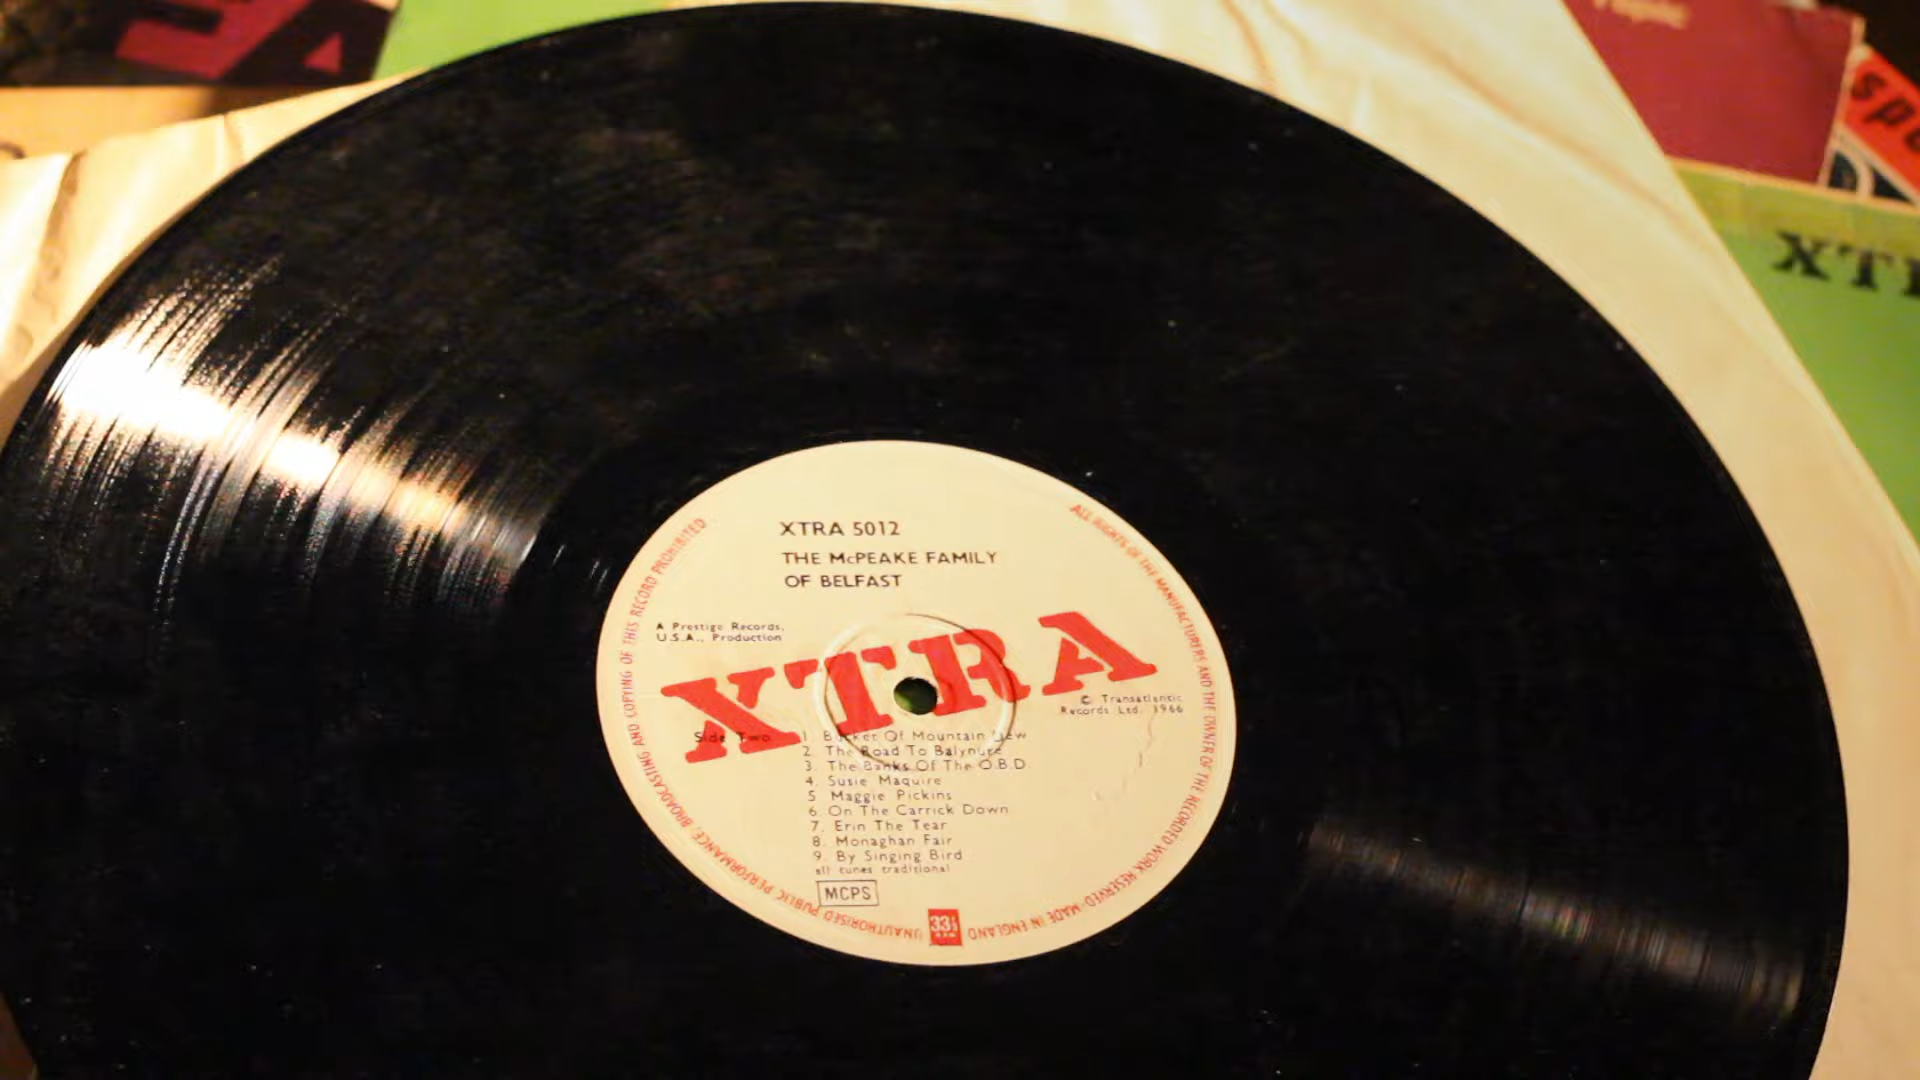 Topic
spo
XTR
XTRA 5012
THE McPEAKE FAMILY
OF BELFAST
A Prestige Records,
U.S.A., Production
XTRA
© Transatlantic
Records Ltd. 1966
Side Two
1. Bucket Of Mountain Dew
2. The Road To Balynure
3. The Banks Of The O.B.D
4. Susie Maquire
5 Maggie Pickins
6. On The Carrick Down
7. Erin The Tear
8. Monaghan Fair
9. By Singing Bird
all tunes traditional
MCPS
33⅓
ALL RIGHTS OF THE MANUFACTURERS AND THE OWNER OF THE RECORDED WORK RESERVED-MADE IN ENGLAND
UNAUTHORISED PUBLIC PERFORMANCE, BROADCASTING AND COPYING OF THIS RECORD PROHIBITED